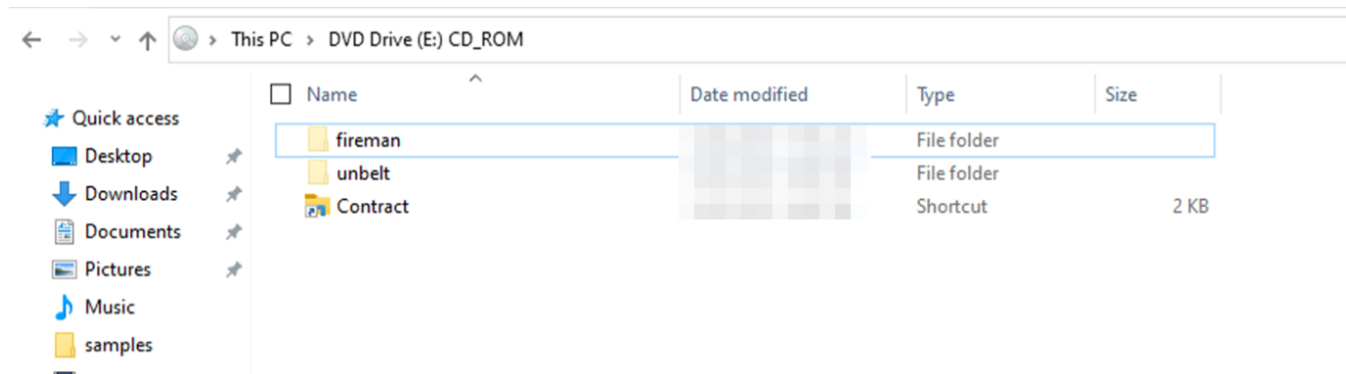 This PC > DVD Drive (E:) CD_ROM
Name Date modified Type Size
Quick access
Desktop
Downloads
Documents
Pictures
Music
samples
fireman File folder
unbelt File folder
Contract Shortcut 2 KB